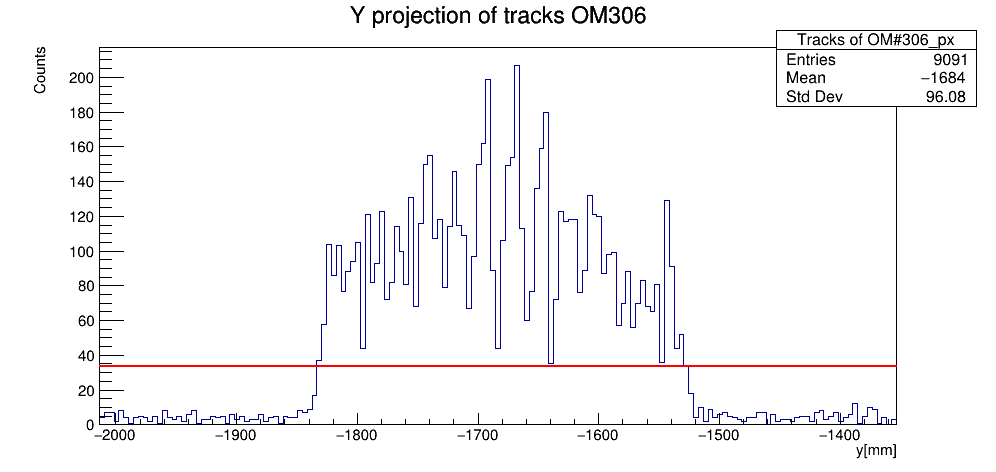 Y projection of tracks OM306
Counts
Tracks of OM#306_px
Entries 9091
Mean −1684
Std Dev 96.08
200
180
160
140
120
100
80
60
40
20
0
−2000 −1900 −1800 −1700 −1600 −1500 −1400
y[mm]